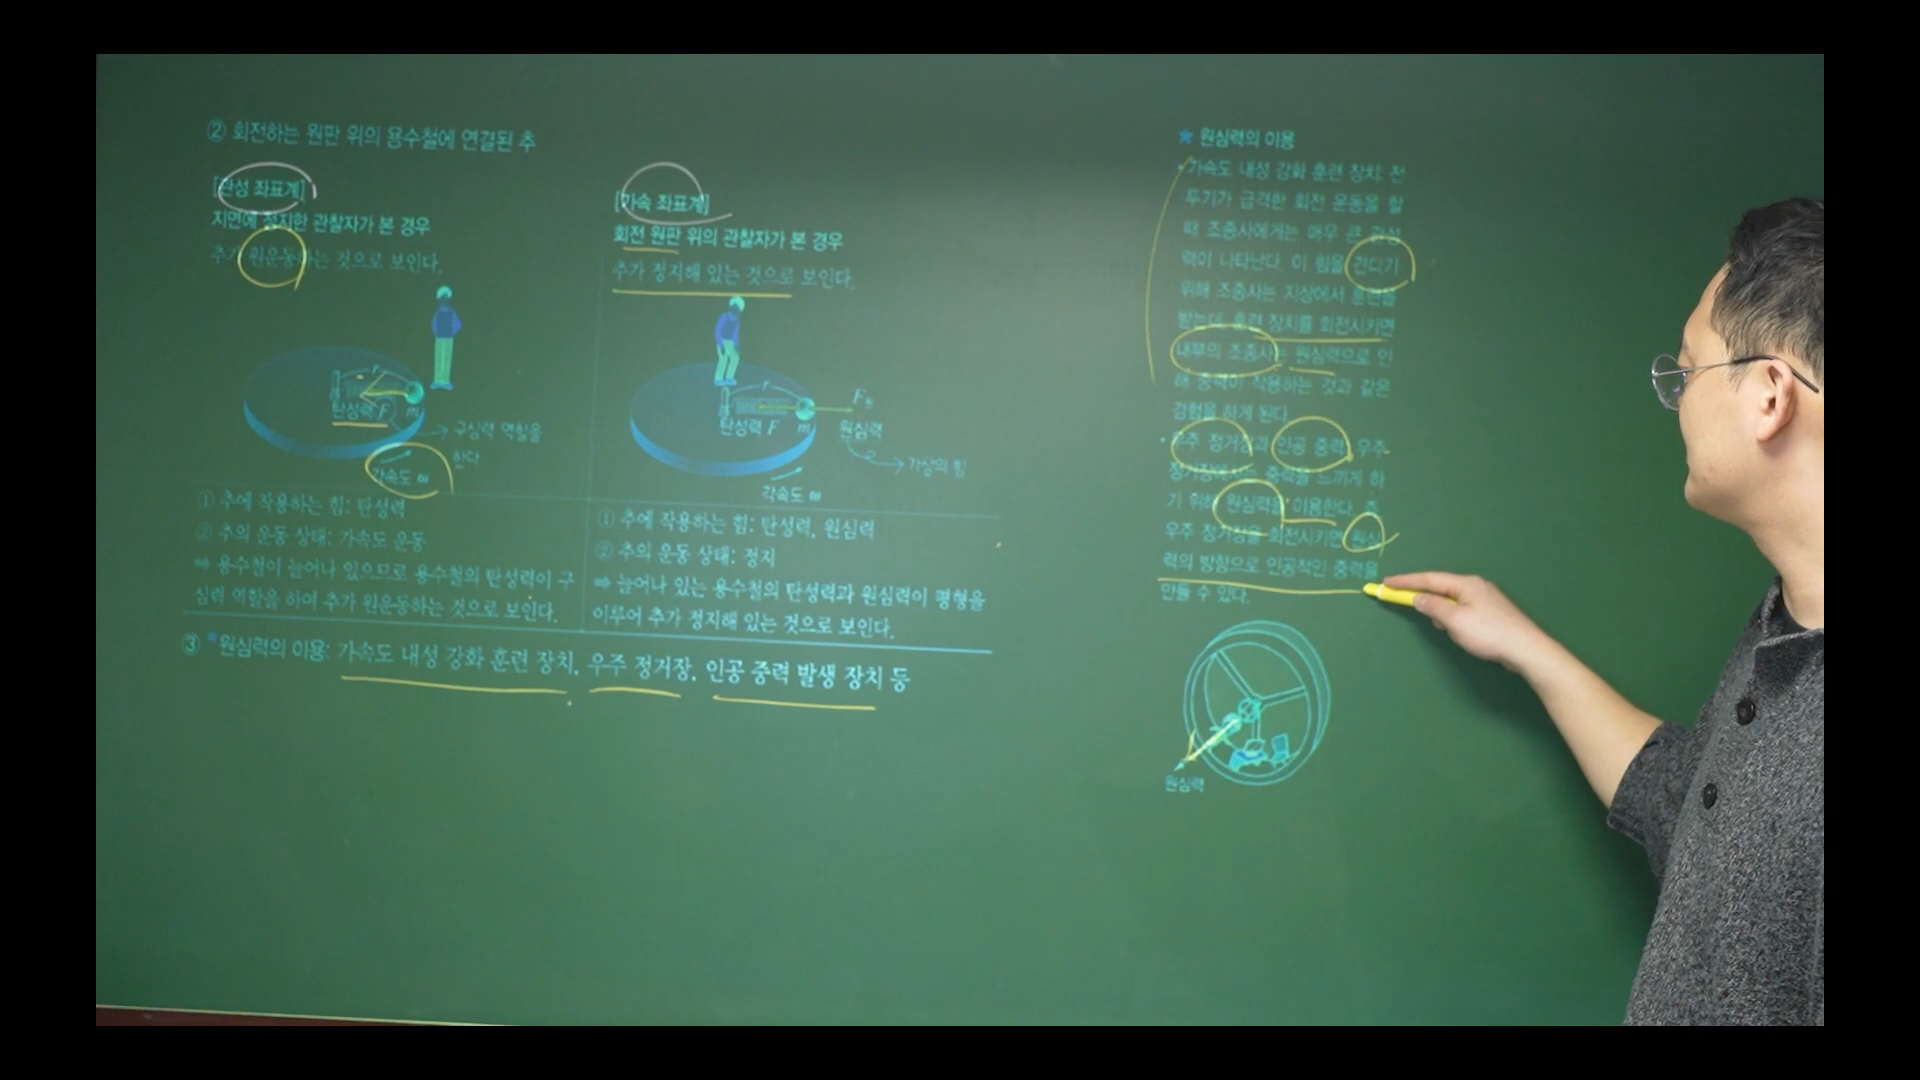 ② 회전하는 원판 위의 용수철에 연결된 추
[관성 좌표계]
지면에 정지한 관찰자가 본 경우
추가 원운동하는 것으로 보인다.
r
탄성력 F
m
구심력 역할을
한다
각속도 ω
① 추에 작용하는 힘: 탄성력
② 추의 운동 상태: 가속도 운동
⇒ 용수철이 늘어나 있으므로 용수철의 탄성력이 구
심력 역할을 하여 추가 원운동하는 것으로 보인다.
[가속 좌표계]
회전 원판 위의 관찰자가 본 경우
추가 정지해 있는 것으로 보인다.
r
F원
탄성력 F
m
원심력
가상의 힘
각속도 ω
① 추에 작용하는 힘: 탄성력, 원심력
② 추의 운동 상태: 정지
⇒ 늘어나 있는 용수철의 탄성력과 원심력이 평형을
이루어 추가 정지해 있는 것으로 보인다.
③ *원심력의 이용: 가속도 내성 강화 훈련 장치, 우주 정거장, 인공 중력 발생 장치 등
★ 원심력의 이용
• 가속도 내성 강화 훈련 장치: 전
투기가 급격한 회전 운동을 할
때 조종사에게는 매우 큰 관성
력이 나타난다. 이 힘을 견디기
위해 조종사는 지상에서 훈련을
받는데, 훈련 장치를 회전시키면
내부의 조종사는 원심력으로 인
해 중력이 작용하는 것과 같은
경험을 하게 된다.
• 우주 정거장과 인공 중력: 우주
정거장에서는 중력을 느끼게 하
기 위해 원심력을 이용한다. 즉
우주 정거장을 회전시키면 원심
력의 방향으로 인공적인 중력을
만들 수 있다.
원심력